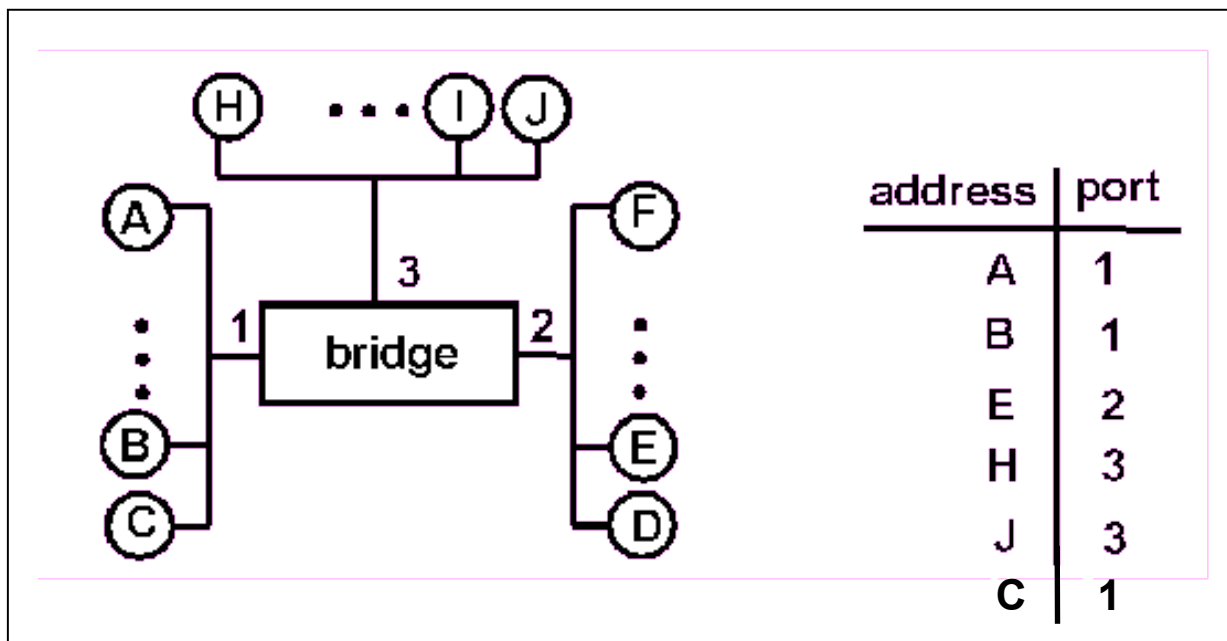 H I J
A F
3
1 bridge 2
B E
C D
address port
A 1
B 1
E 2
H 3
J 3
C 1